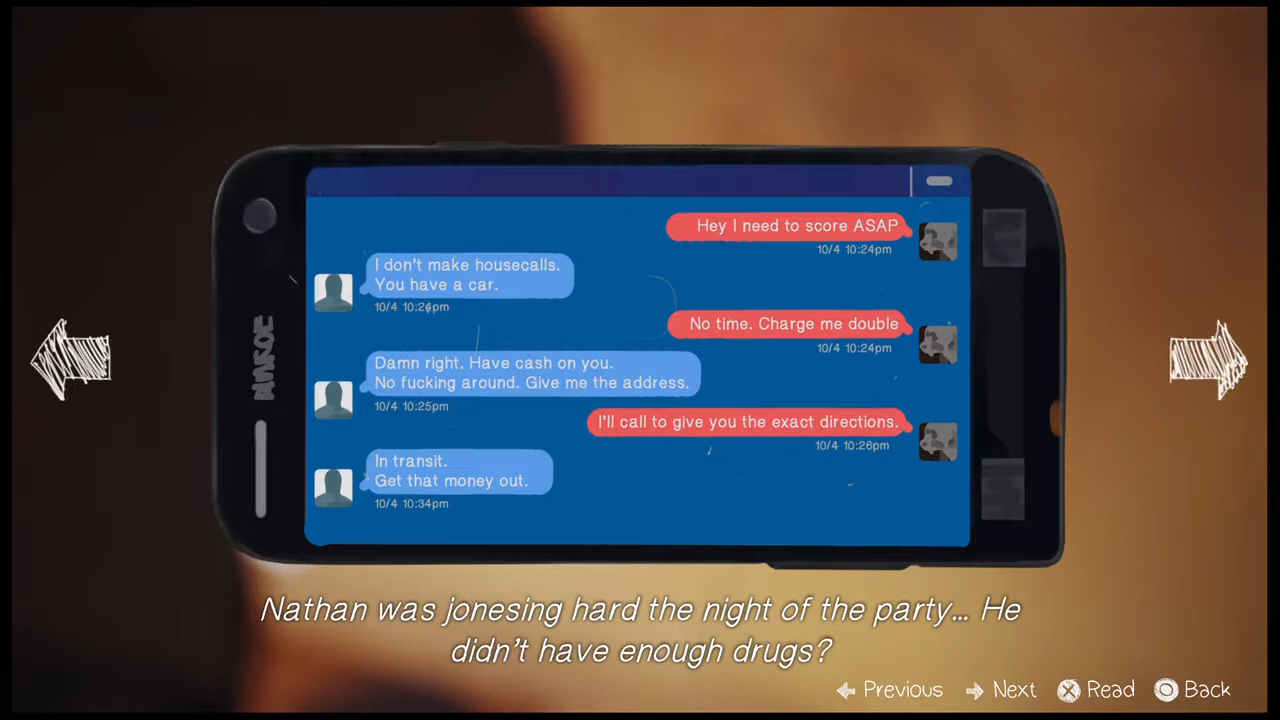 Hey I need to score ASAP
10/4 10:24pm
I don't make housecalls.
You have a car.
10/4 10:24pm
No time. Charge me double
10/4 10:24pm
Damn right. Have cash on you.
No fucking around. Give me the address.
10/4 10:25pm
I'll call to give you the exact directions.
10/4 10:26pm
In transit.
Get that money out.
10/4 10:34pm
Nathan was jonesing hard the night of the party... He
didn't have enough drugs?
Previous Next Read Back